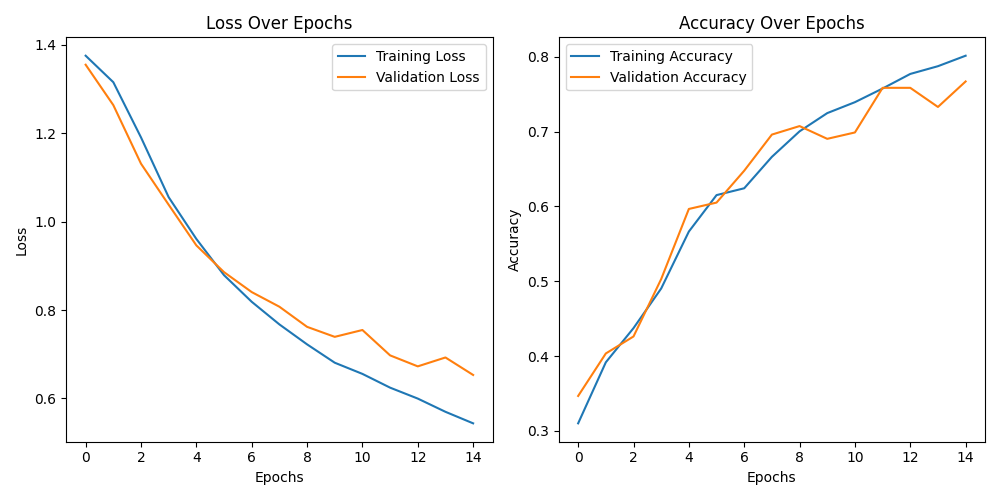 Loss Over Epochs
Training Loss
Validation Loss
1.4
1.2
1.0
0.8
0.6
Loss
0 2 4 6 8 10 12 14
Epochs
Accuracy Over Epochs
Training Accuracy
Validation Accuracy
0.8
0.7
0.6
0.5
0.4
0.3
Accuracy
0 2 4 6 8 10 12 14
Epochs